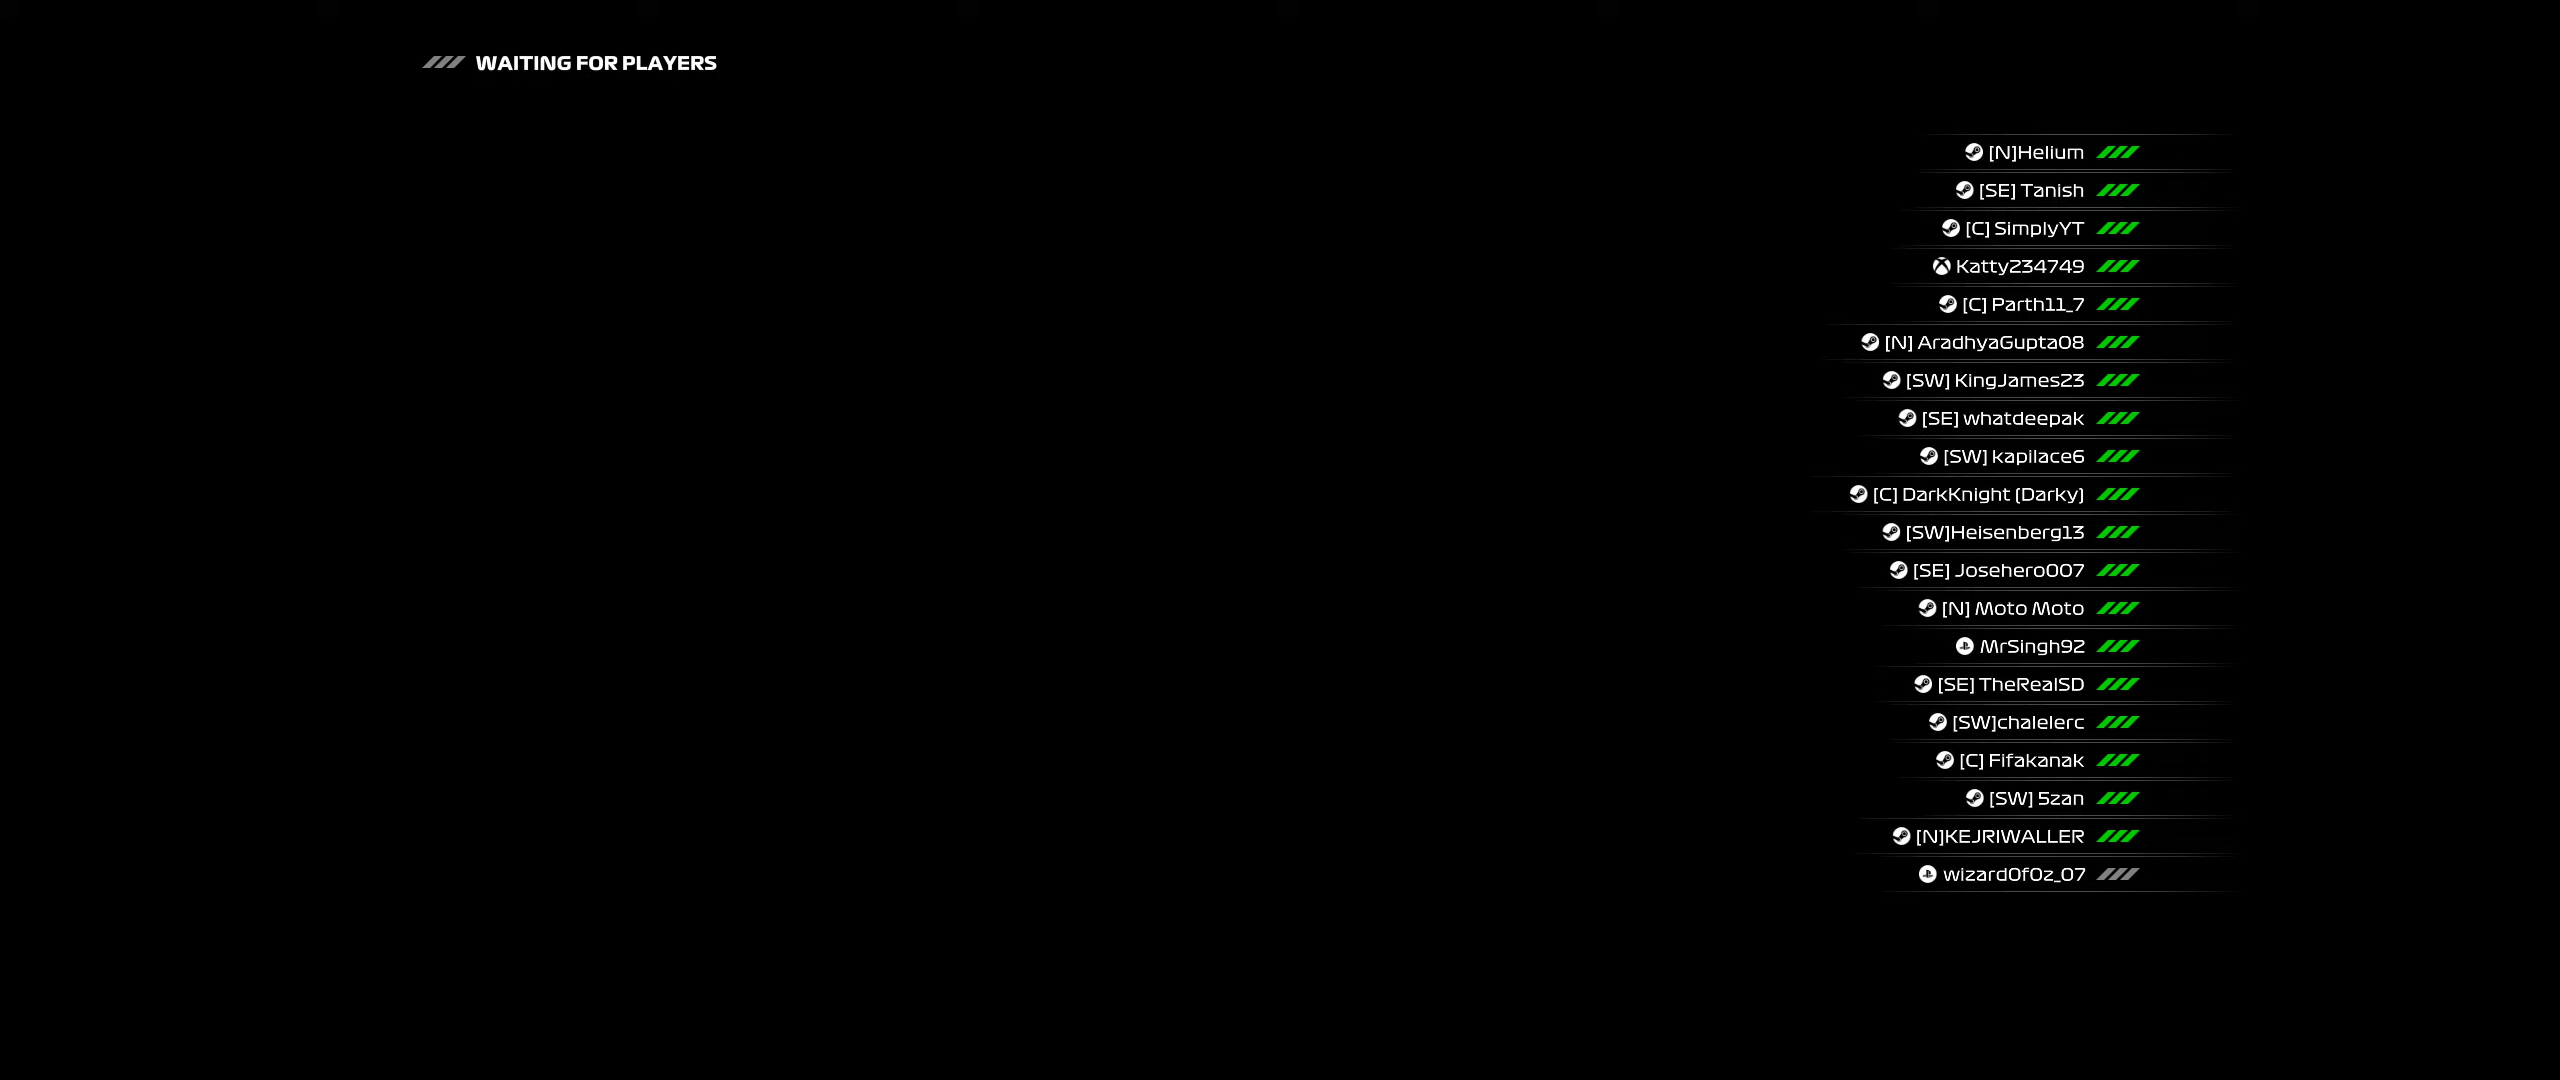 WAITING FOR PLAYERS
[N]Helium
[SE] Tanish
[C] SimplyYT
Katty234749
[C] Parth11_7
[N] AradhyaGupta08
[SW] KingJames23
[SE] whatdeepak
[SW] kapilace6
[C] DarkKnight (Darky)
[SW]Heisenberg13
[SE] Josehero007
[N] Moto Moto
MrSingh92
[SE] TheRealSD
[SW]chalelerc
[C] Fifakanak
[SW] 5zan
[N]KEJRIWALLER
wizard0f0z_07